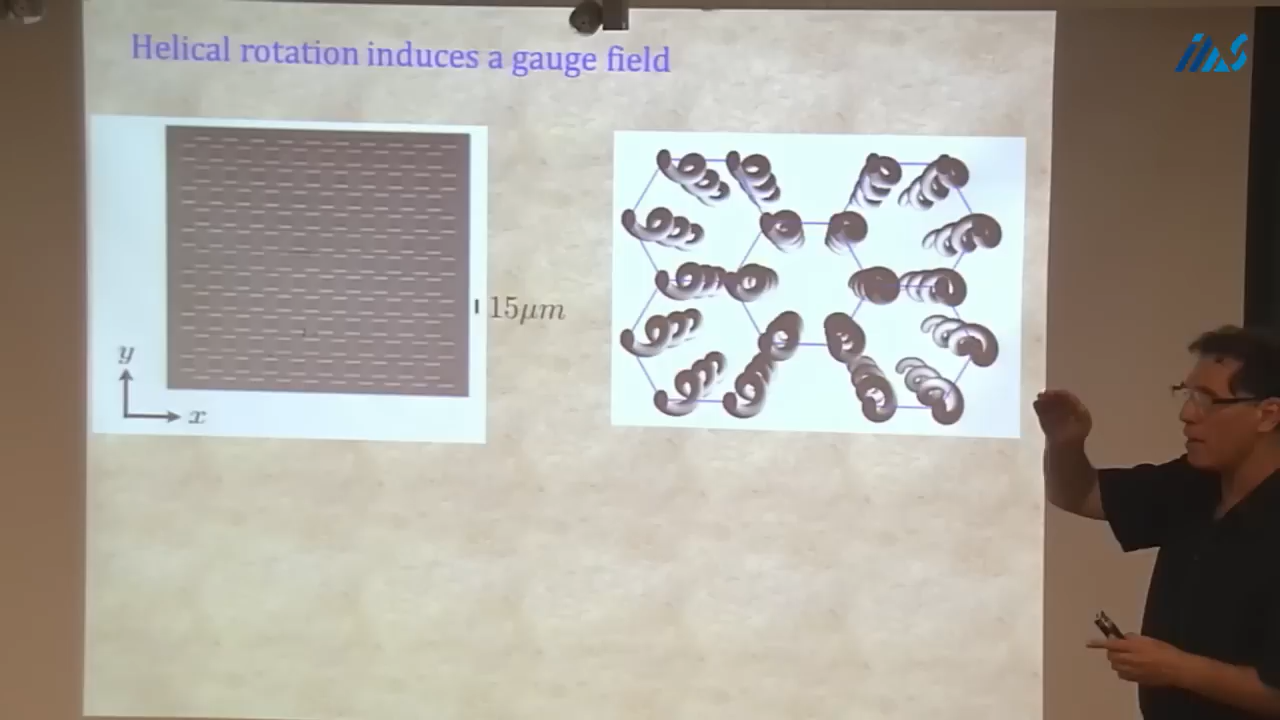 Helical rotation induces a gauge field
ias
15μm
y
x